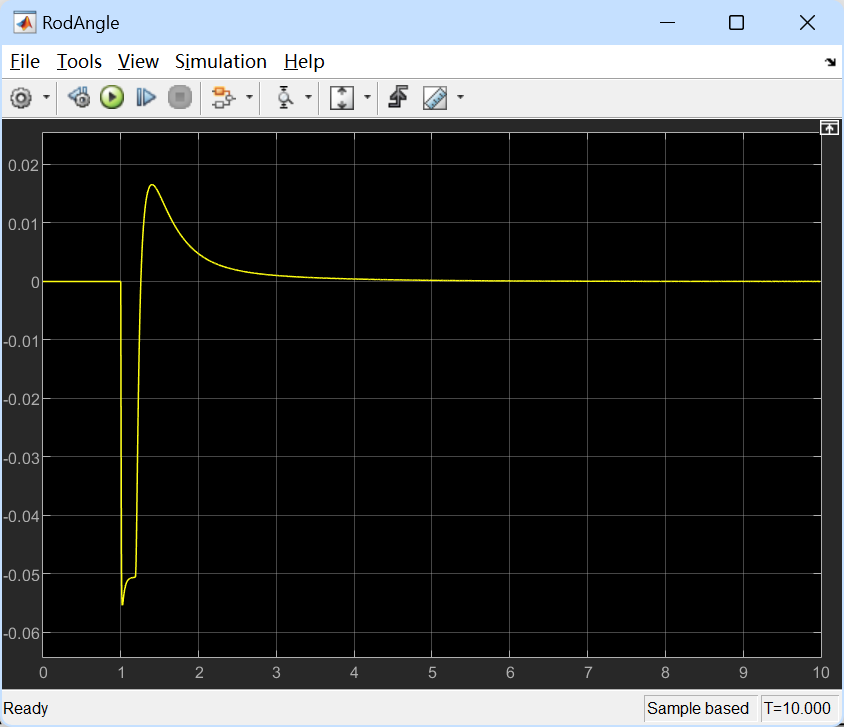 RodAngle
File Tools View Simulation Help
0.02
0.01
0
-0.01
-0.02
-0.03
-0.04
-0.05
-0.06
0 1 2 3 4 5 6 7 8 9 10
Ready Sample based T=10.000